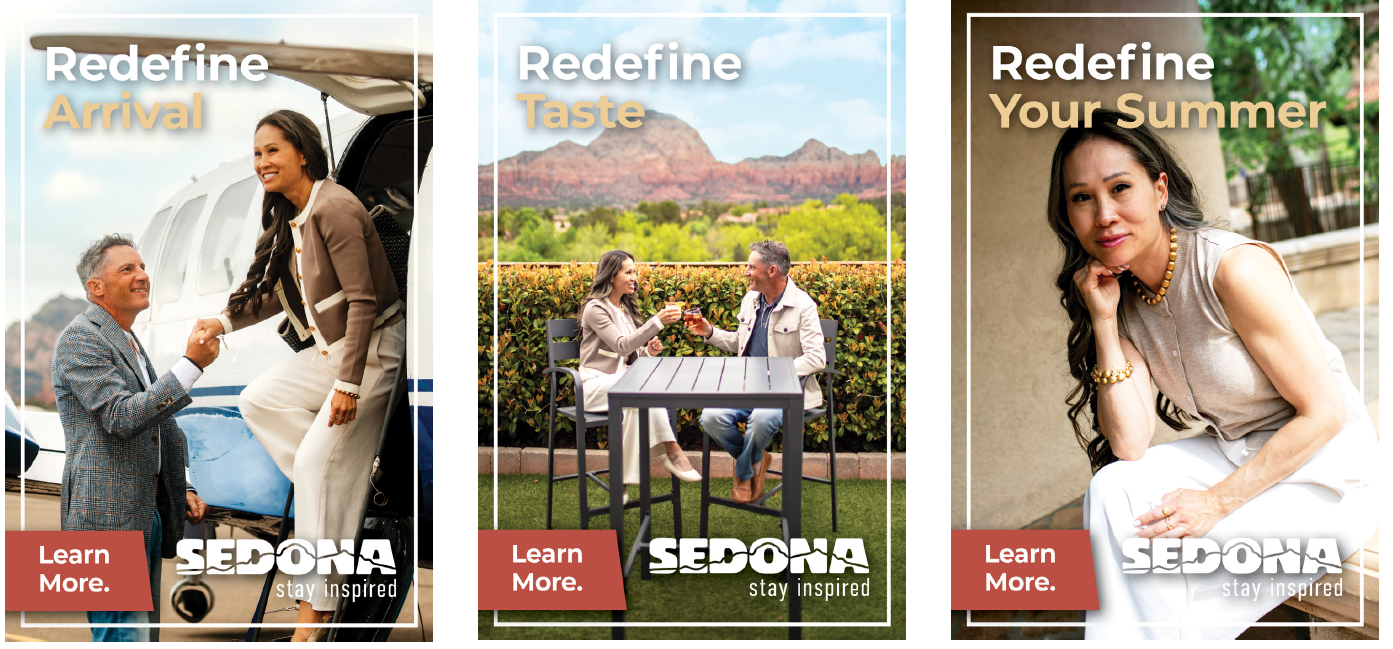 Redefine
Arrival
Learn
More.
SEDONA
stay inspired
Redefine
Taste
Learn
More.
SEDONA
stay inspired
Redefine
Your Summer
Learn
More.
SEDONA
stay inspired